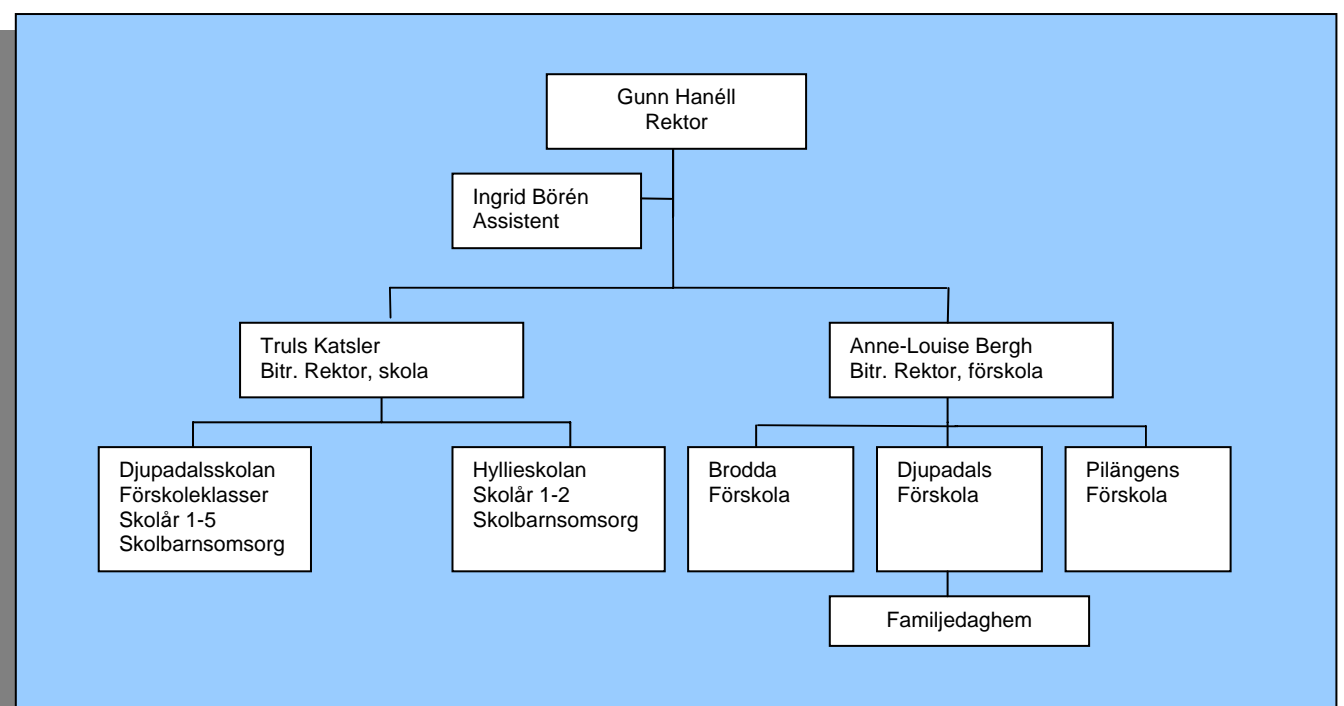 Gunn Hanéll
Rektor
Ingrid Börén
Assistent
Truls Katsler
Bitr. Rektor, skola
Anne-Louise Bergh
Bitr. Rektor, förskola
Djupadalsskolan
Förskoleklasser
Skolår 1-5
Skolbarnsomsorg
Hyllieskolan
Skolår 1-2
Skolbarnsomsorg
Brodda
Förskola
Djupadals
Förskola
Pilängens
Förskola
Familjedaghem